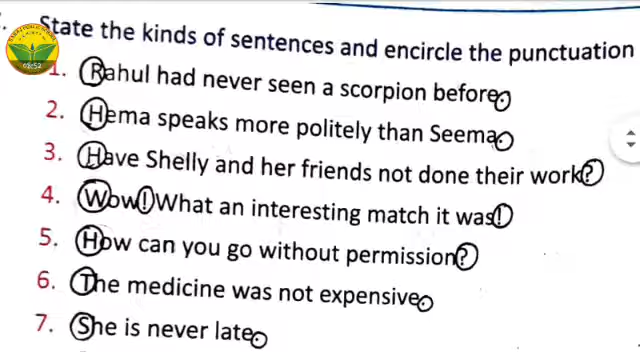 State the kinds of sentences and encircle the punctuation
1. Rahul had never seen a scorpion before.
2. Hema speaks more politely than Seema.
3. Have Shelly and her friends not done their work?
4. Wow! What an interesting match it was!
5. How can you go without permission?
6. The medicine was not expensive.
7. She is never late.